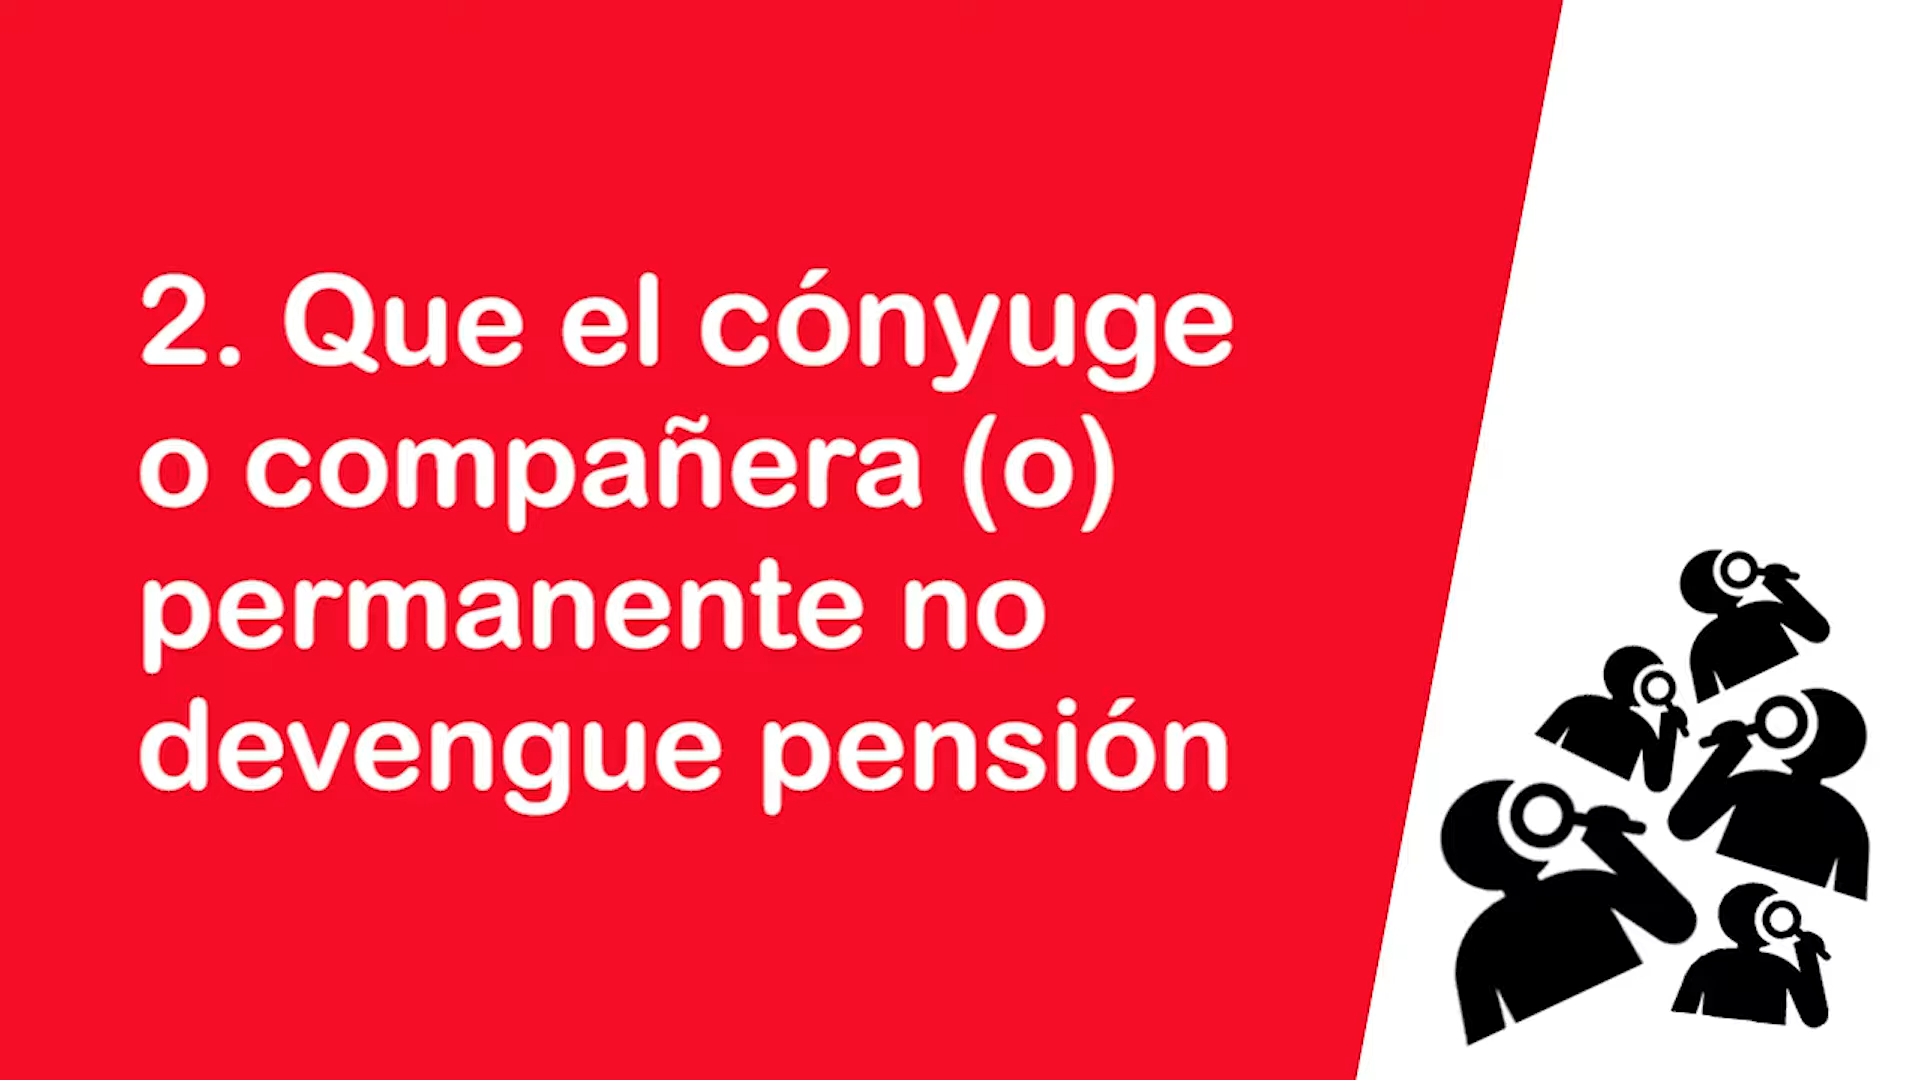 2. Que el cónyuge
o compañera (o)
permanente no
devengue pensión